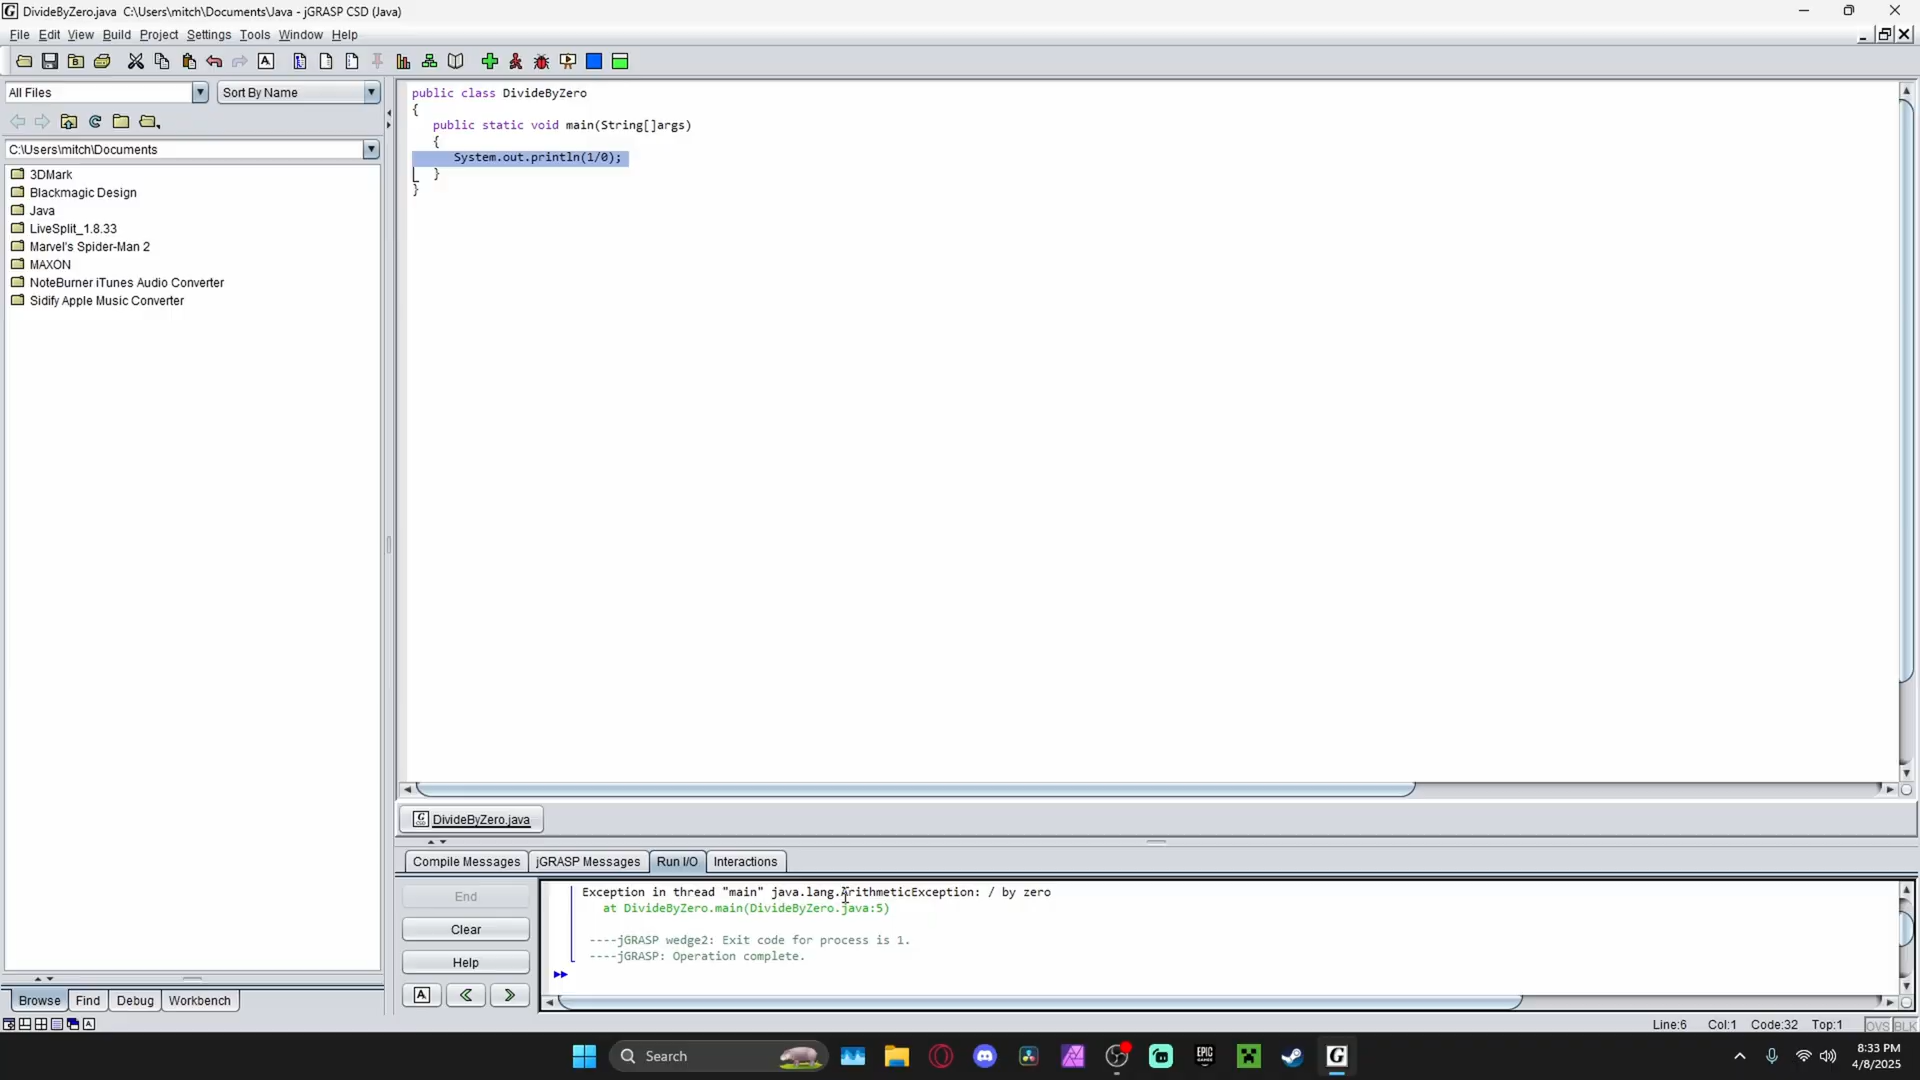 DivideByZero.java C:\Users\mitch\Documents\Java - jGRASP CSD (Java)
File Edit View Build Project Settings Tools Window Help
All Files
Sort By Name
C:\Users\mitch\Documents
3DMark
Blackmagic Design
Java
LiveSplit_1.8.33
Marvel's Spider-Man 2
MAXON
NoteBurner iTunes Audio Converter
Sidify Apple Music Converter
public class DivideByZero
{
public static void main(String[]args)
{
System.out.println(1/0);
}
}
DivideByZero.java
Compile Messages jGRASP Messages Run I/O Interactions
End
Clear
Help
Exception in thread "main" java.lang.ArithmeticException: / by zero
at DivideByZero.main(DivideByZero.java:5)
----jGRASP wedge2: Exit code for process is 1.
----jGRASP: Operation complete.
Browse Find Debug Workbench
Line:6 Col:1 Code:32 Top:1 OVS BLK
Search
EPIC GAMES
8:33 PM
4/8/2025